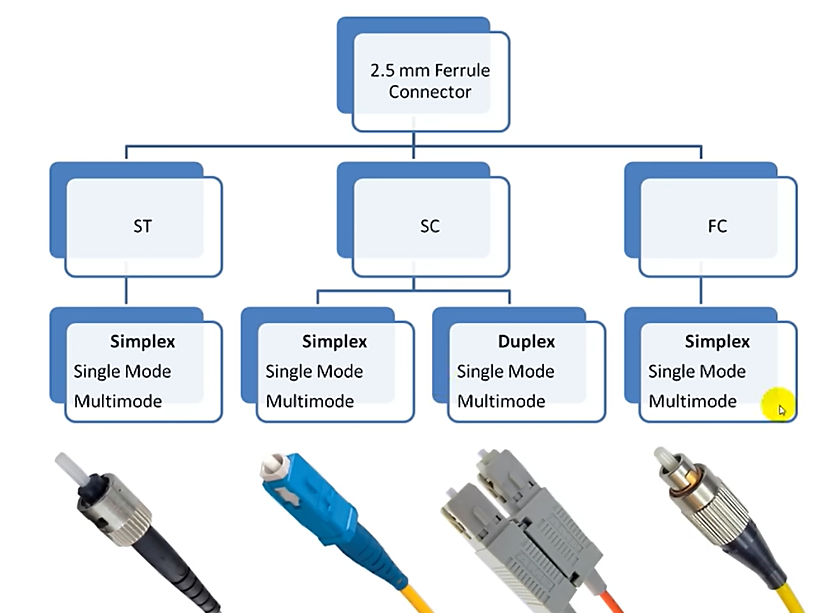 2.5 mm Ferrule
Connector
ST
SC
FC
Simplex
Single Mode
Multimode
Simplex
Single Mode
Multimode
Duplex
Single Mode
Multimode
Simplex
Single Mode
Multimode